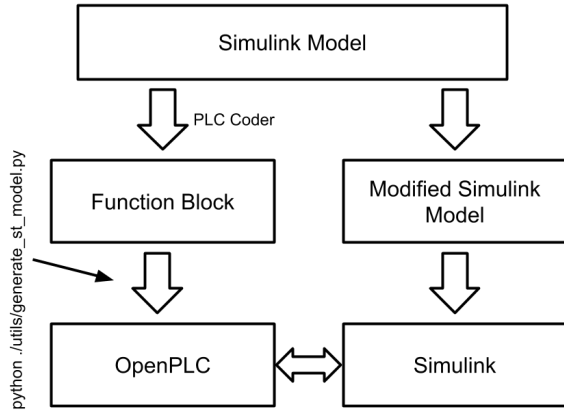 Simulink Model
PLC Coder
python ./utils/generate_st_model.py
Function Block
Modified Simulink
Model
OpenPLC
Simulink